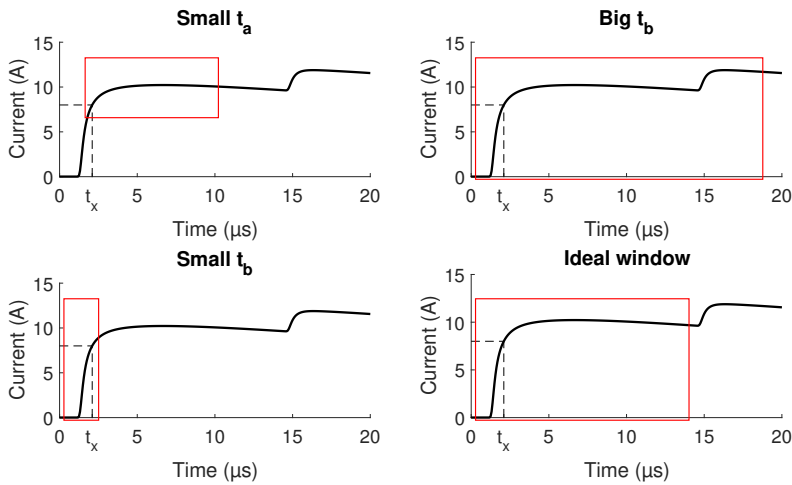 Small t_a
Current (A)
15
10
5
0
0 t_x 5 10 15 20
Time (µs)
Big t_b
Current (A)
15
10
5
0
0 t_x 5 10 15 20
Time (µs)
Small t_b
Current (A)
15
10
5
0
0 t_x 5 10 15 20
Time (µs)
Ideal window
Current (A)
15
10
5
0
0 t_x 5 10 15 20
Time (µs)